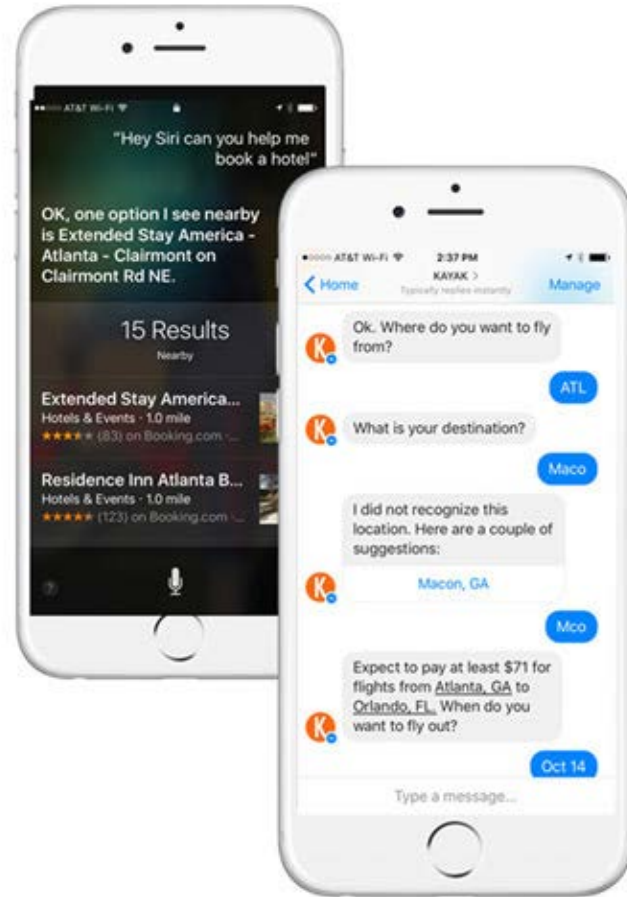 AT&T Wi-Fi
"Hey Siri can you help me
book a hotel"
OK, one option I see nearby
is Extended Stay America -
Atlanta - Clairmont on
Clairmont Rd NE.
15 Results
Nearby
Extended Stay America...
Hotels & Events · 1.0 mile
(83) on Booking.com ·...
Residence Inn Atlanta B...
Hotels & Events · 1.0 mile
(123) on Booking.com ·...
?
AT&T Wi-Fi 2:37 PM
Home KAYAK > Manage
Typically replies instantly
K
Ok. Where do you want to fly
from?
ATL
K
What is your destination?
Maco
I did not recognize this
location. Here are a couple of
suggestions:
K
Macon, GA
Mco
Expect to pay at least $71 for
flights from Atlanta, GA to
Orlando, FL. When do you
want to fly out?
K
Oct 14
Type a message...